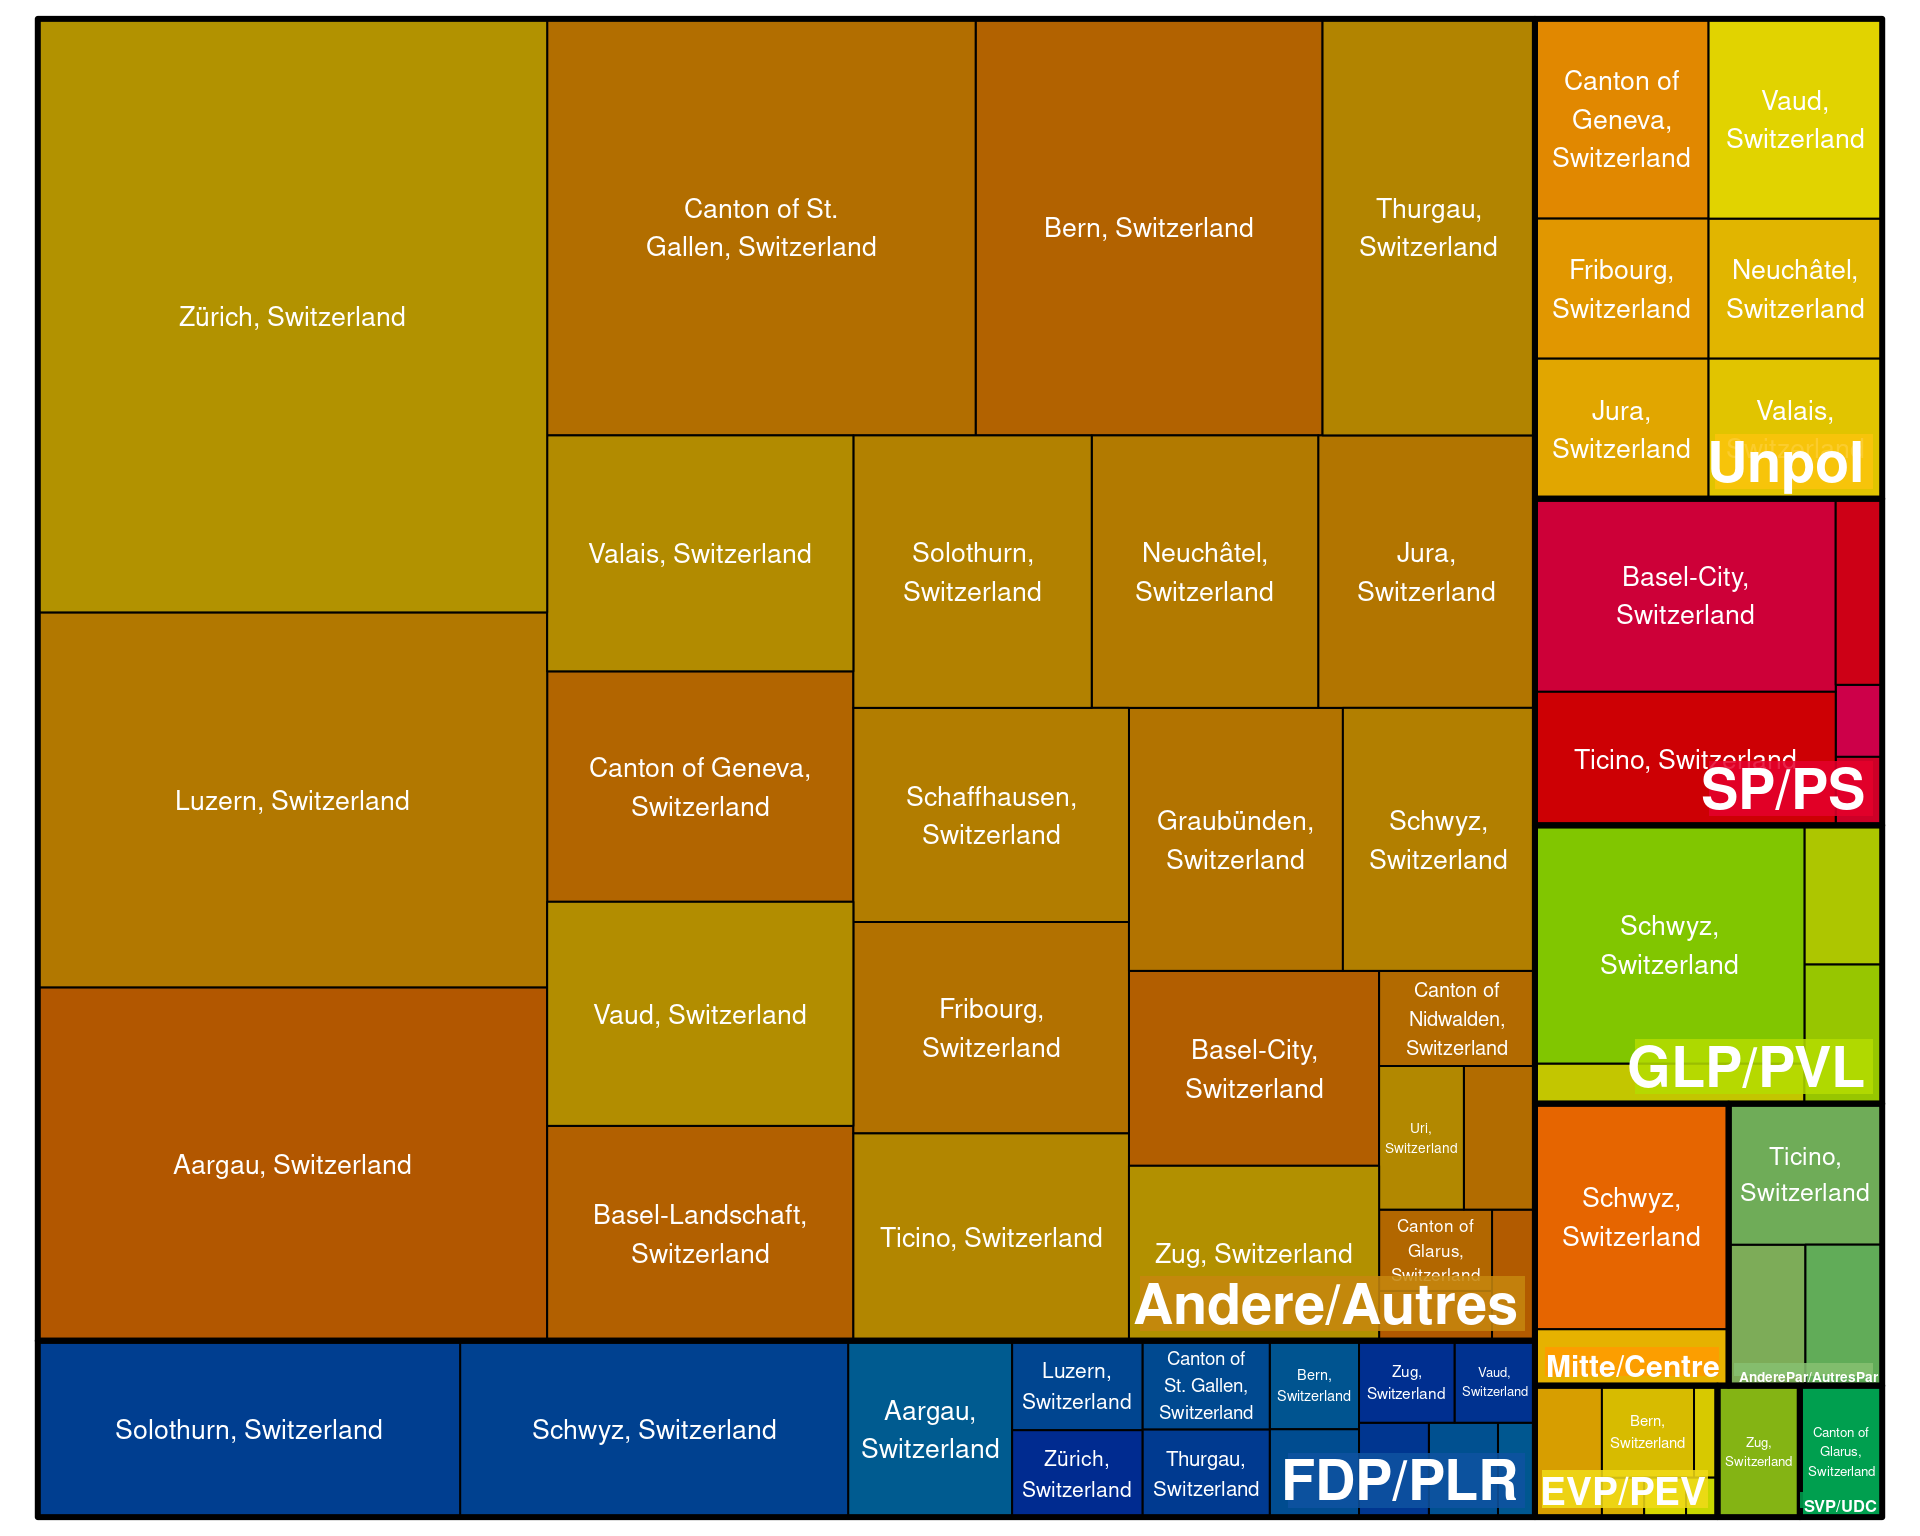 Zürich, Switzerland
Luzern, Switzerland
Aargau, Switzerland
Canton of St.
Gallen, Switzerland
Bern, Switzerland
Thurgau,
Switzerland
Valais, Switzerland
Canton of Geneva,
Switzerland
Vaud, Switzerland
Basel-Landschaft,
Switzerland
Solothurn,
Switzerland
Neuchâtel,
Switzerland
Jura,
Switzerland
Schaffhausen,
Switzerland
Fribourg,
Switzerland
Ticino, Switzerland
Graubünden,
Switzerland
Schwyz,
Switzerland
Basel-City,
Switzerland
Zug, Switzerland
Canton of
Nidwalden,
Switzerland
Uri,
Switzerland
Canton of
Glarus,
Switzerland
Andere/Autres
Solothurn, Switzerland
Schwyz, Switzerland
Aargau,
Switzerland
Luzern,
Switzerland
Zürich,
Switzerland
Canton of
St. Gallen,
Switzerland
Thurgau,
Switzerland
Bern,
Switzerland
Zug,
Switzerland
Vaud,
Switzerland
FDP/PLR
Canton of
Geneva,
Switzerland
Vaud,
Switzerland
Fribourg,
Switzerland
Neuchâtel,
Switzerland
Jura,
Switzerland
Valais,
Switzerland
Unpol
Basel-City,
Switzerland
Ticino, Switzerland
SP/PS
Schwyz,
Switzerland
GLP/PVL
Schwyz,
Switzerland
Mitte/Centre
Ticino,
Switzerland
AnderePar/AutresPar
Bern,
Switzerland
EVP/PEV
Zug,
Switzerland
Canton of
Glarus,
Switzerland
SVP/UDC